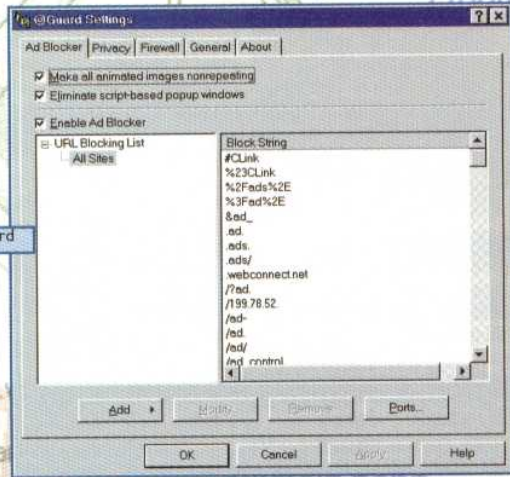 @Guard Settings
Ad Blocker Privacy Firewall General About
Make all animated images nonrepeating
Eliminate script-based popup windows
Enable Ad Blocker
URL Blocking List
All Sites
Block String
#CLink
%23CLink
%2Fads%2E
%3Fad%2E
&ad_
.ad.
.ads.
.ads/
.webconnect.net
/?ad.
/199.78.52.
/ad-
/ad.
/ad/
/ad_control
rd
Add Modify Remove Ports...
OK Cancel Apply Help